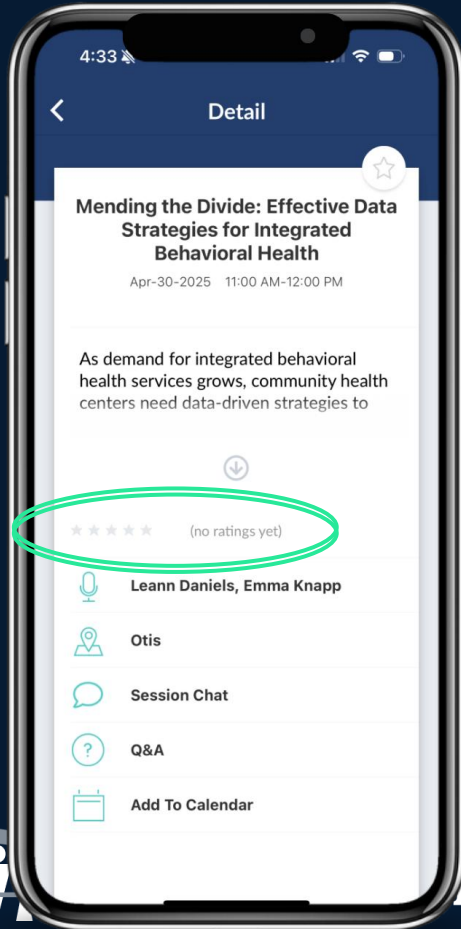 4:33
Detail
Mending the Divide: Effective Data
Strategies for Integrated
Behavioral Health
Apr-30-2025 11:00 AM-12:00 PM
As demand for integrated behavioral
health services grows, community health
centers need data-driven strategies to
(no ratings yet)
Leann Daniels, Emma Knapp
Otis
Session Chat
?
Q&A
Add To Calendar